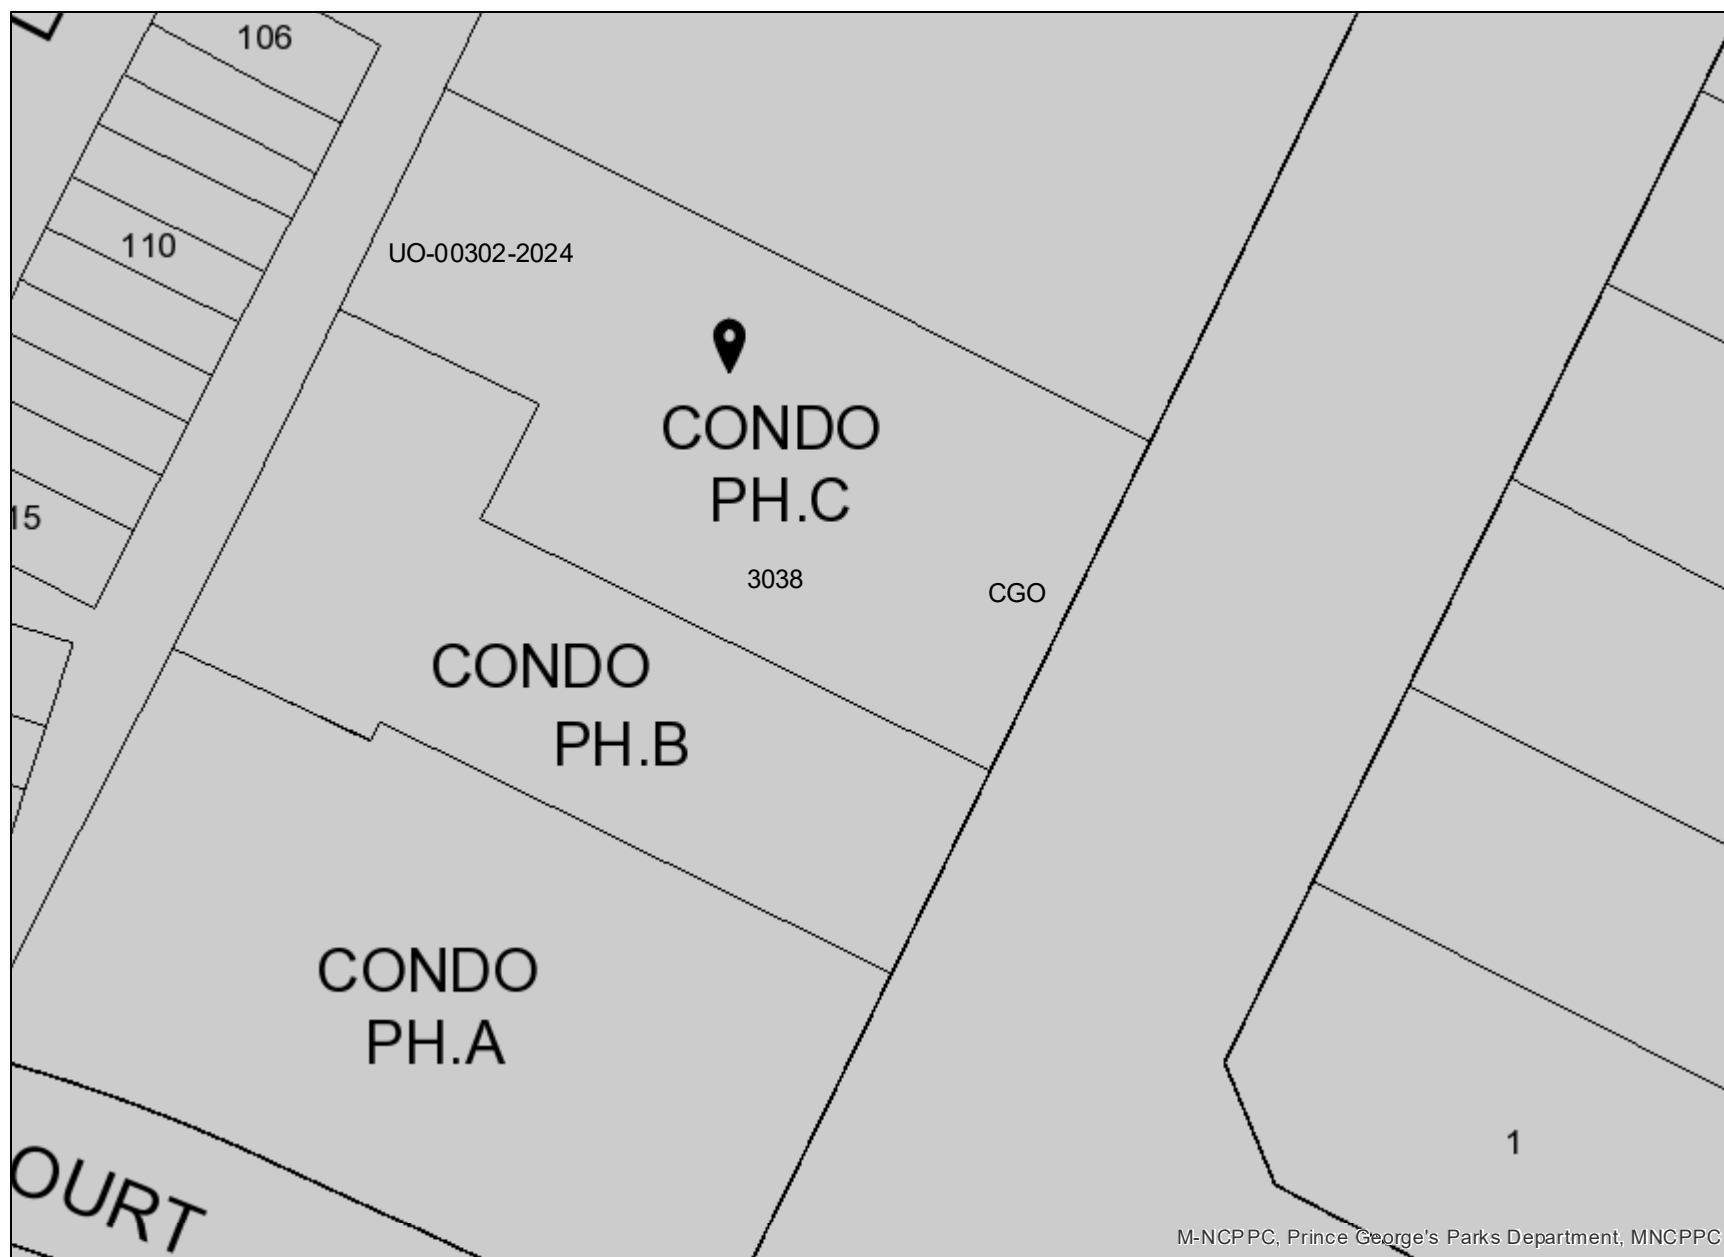 106
110
UO-00302-2024
CONDO
PH.C
15
3038
CGO
CONDO
PH.B
CONDO
PH.A
OURT
1
M-NCPPC, Prince George's Parks Department, MNCPPC